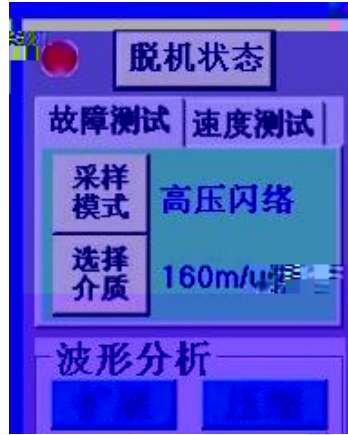 脱机状态
故障测试 速度测试
采样模式 高压闪络
选择介质 160m/u
波形分析